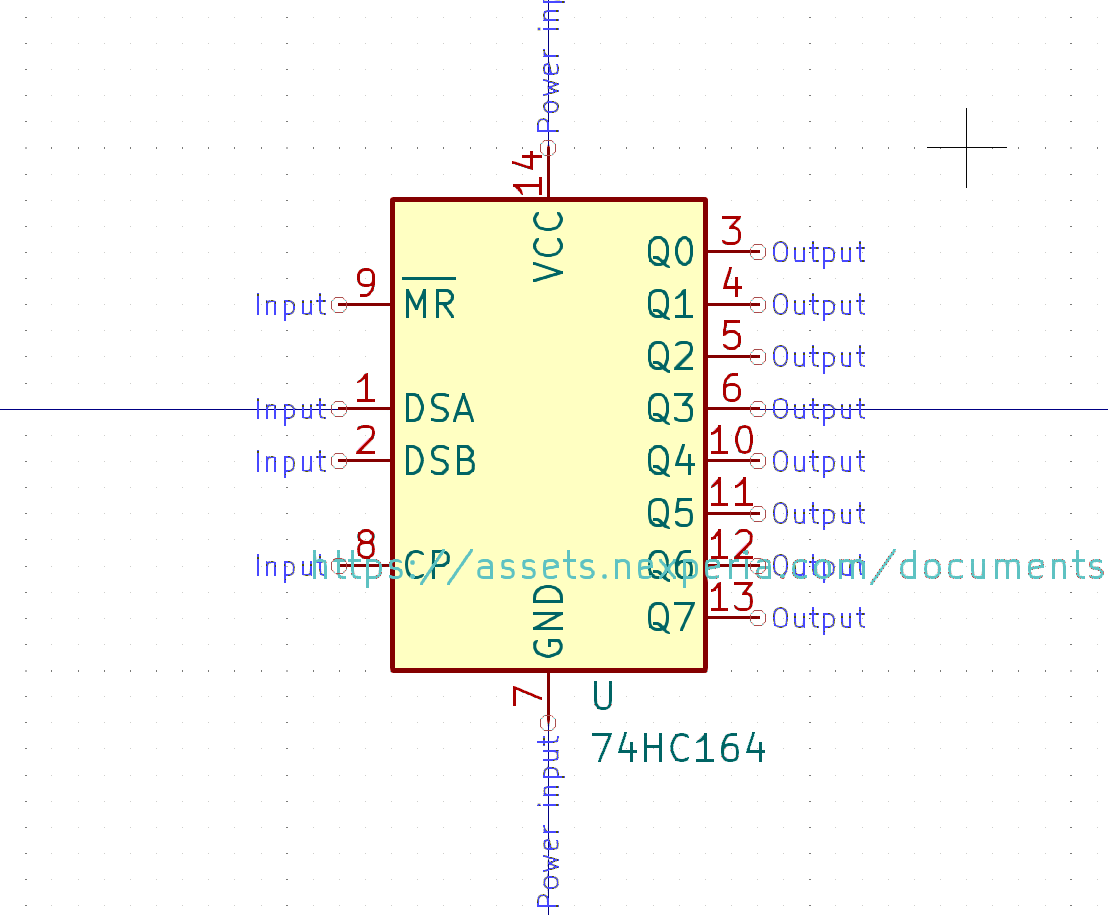 Power inp
14
VCC
Q0 3 Output
Input 9 MR Q1 4 Output
Q2 5 Output
Input 1 DSA Q3 6 Output
Input 2 DSB Q4 10 Output
Q5 11 Output
Input 8 CP Q6 12 Output
https://assets.nexperia.com/documents
Q7 13 Output
GND
7
U
74HC164
Power input